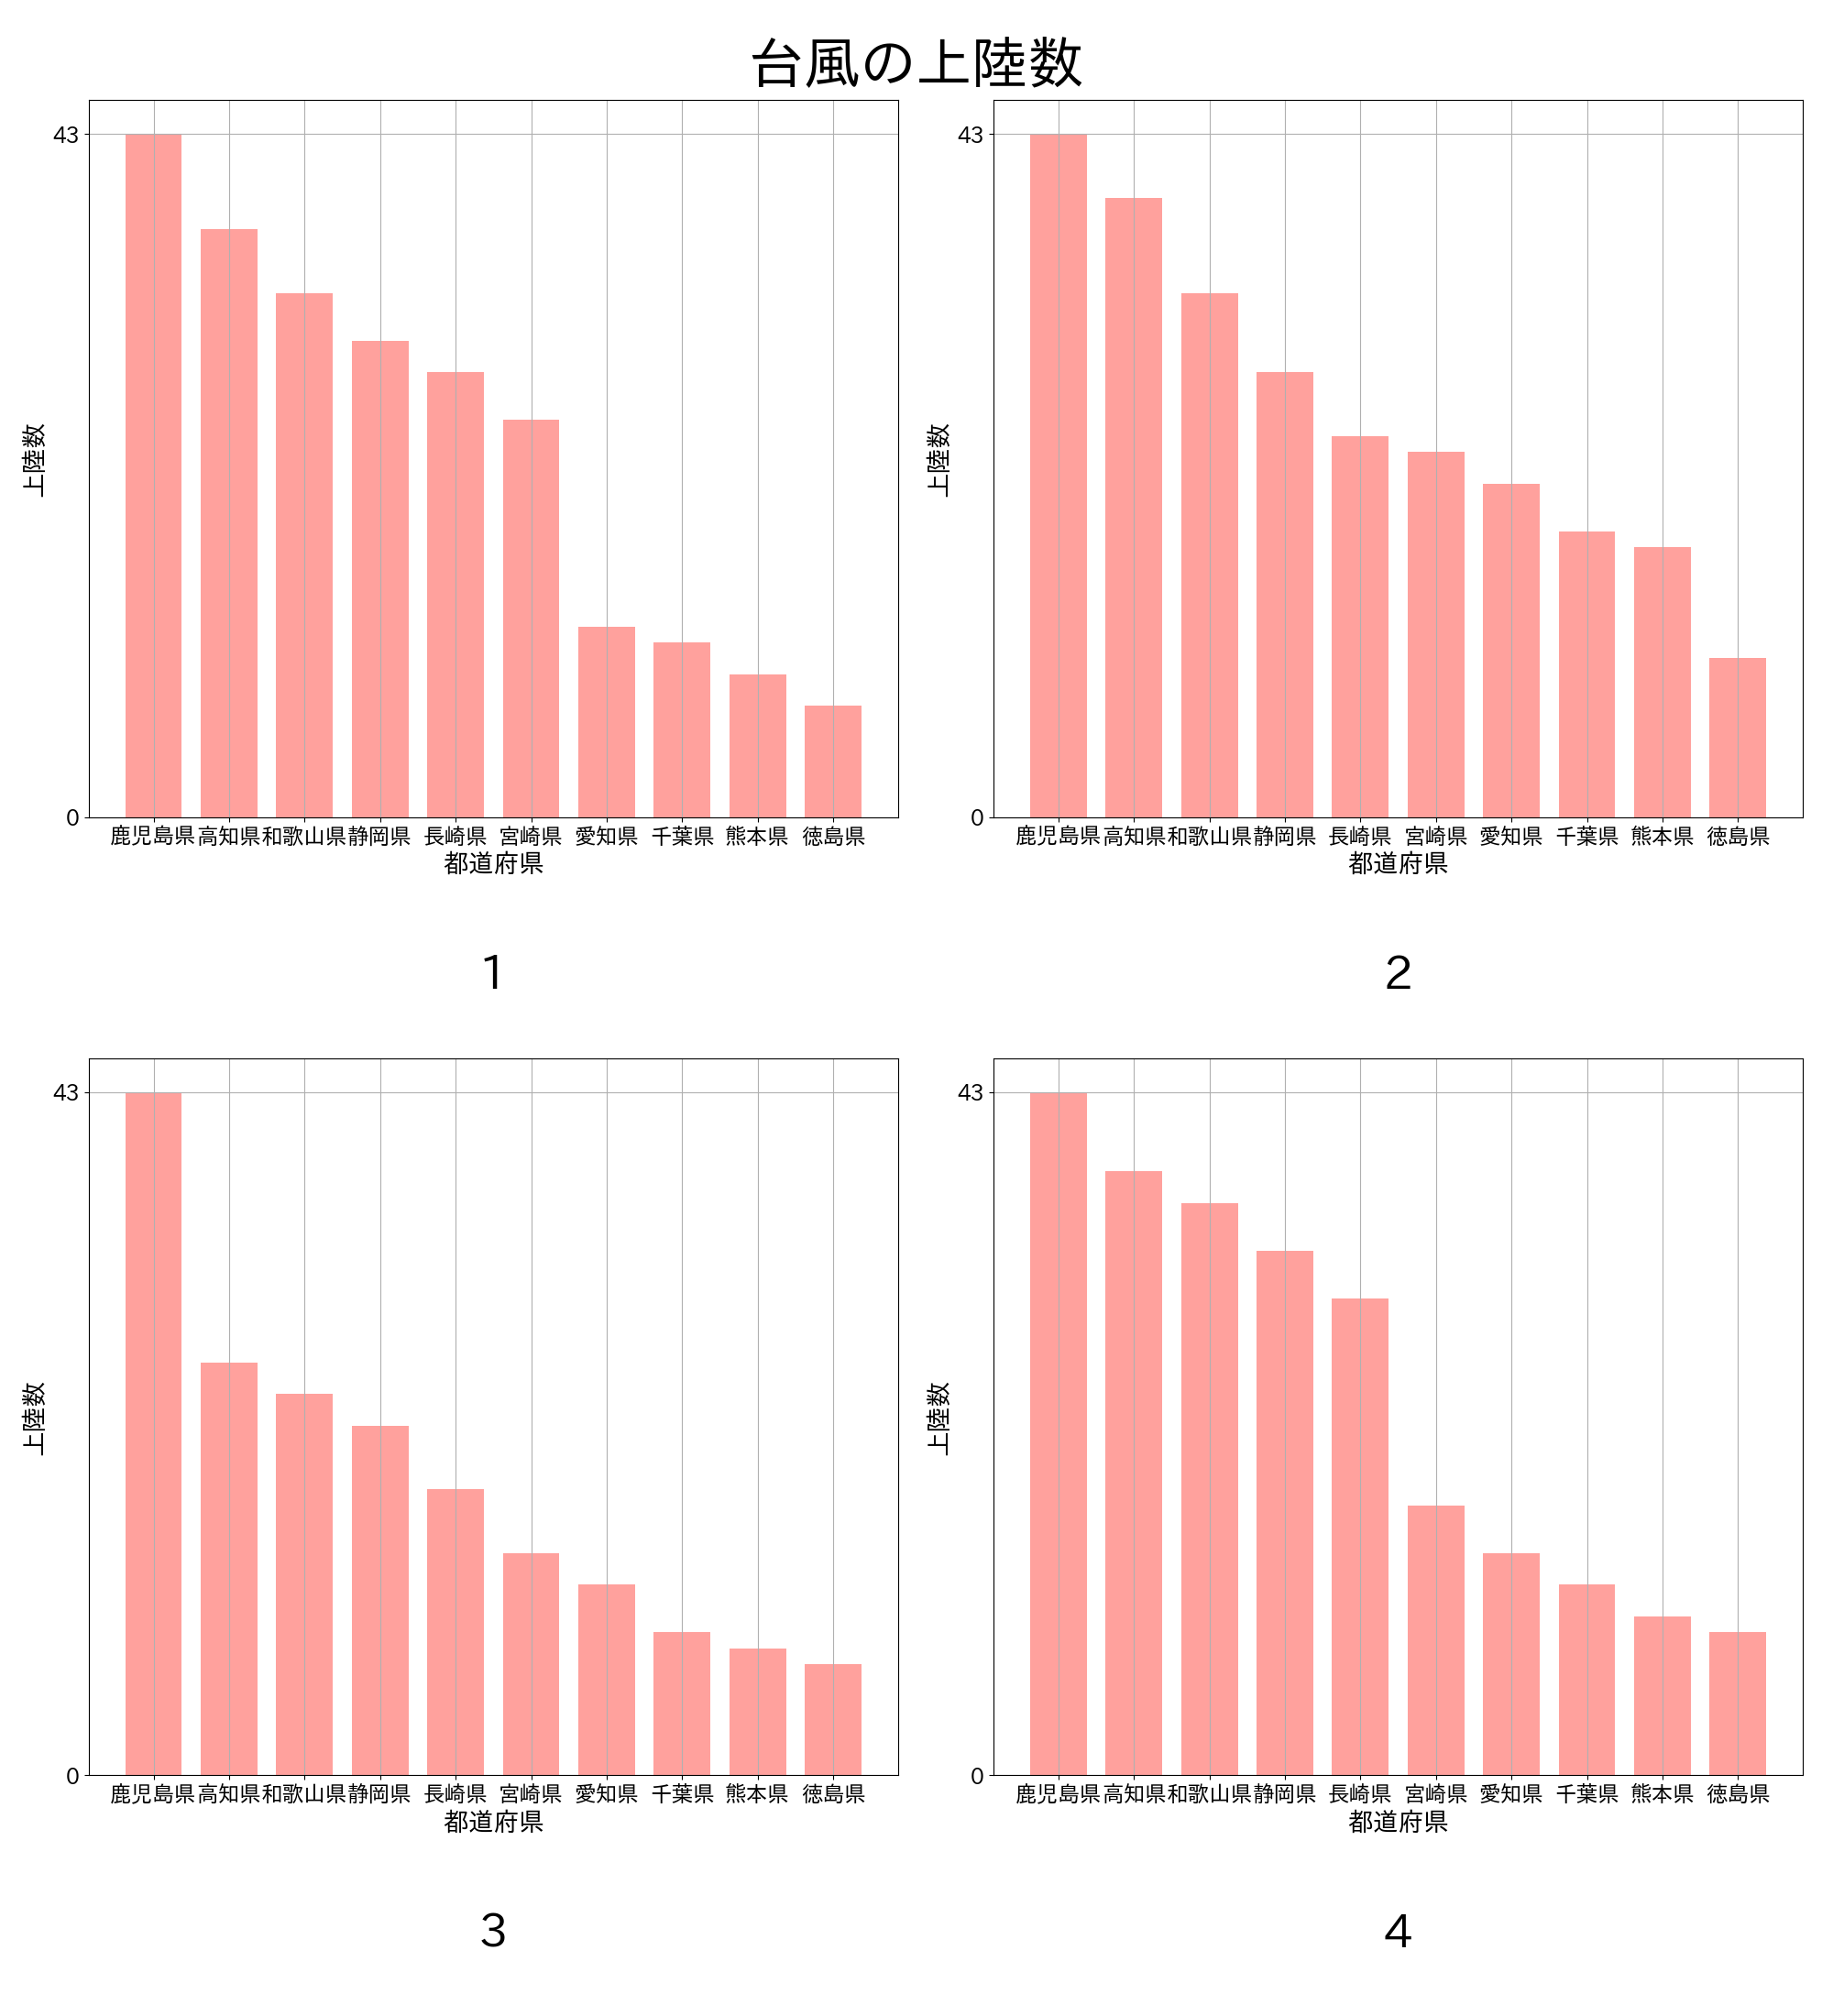 台風の上陸数
43
0
上陸数
鹿児島県 高知県 和歌山県 静岡県 長崎県 宮崎県 愛知県 千葉県 熊本県 徳島県
都道府県
1
43
0
上陸数
鹿児島県 高知県 和歌山県 静岡県 長崎県 宮崎県 愛知県 千葉県 熊本県 徳島県
都道府県
2
43
0
上陸数
鹿児島県 高知県 和歌山県 静岡県 長崎県 宮崎県 愛知県 千葉県 熊本県 徳島県
都道府県
3
43
0
上陸数
鹿児島県 高知県 和歌山県 静岡県 長崎県 宮崎県 愛知県 千葉県 熊本県 徳島県
都道府県
4